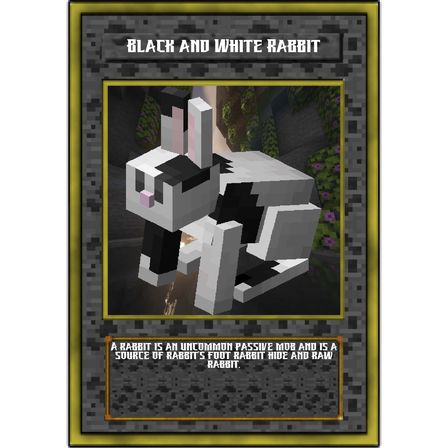 BLACK AND WHITE RABBIT
A RABBIT IS AN UNCOMMON PASSIVE MOB AND IS A
SOURCE OF RABBIT'S FOOT RABBIT HIDE AND RAW
RABBIT.